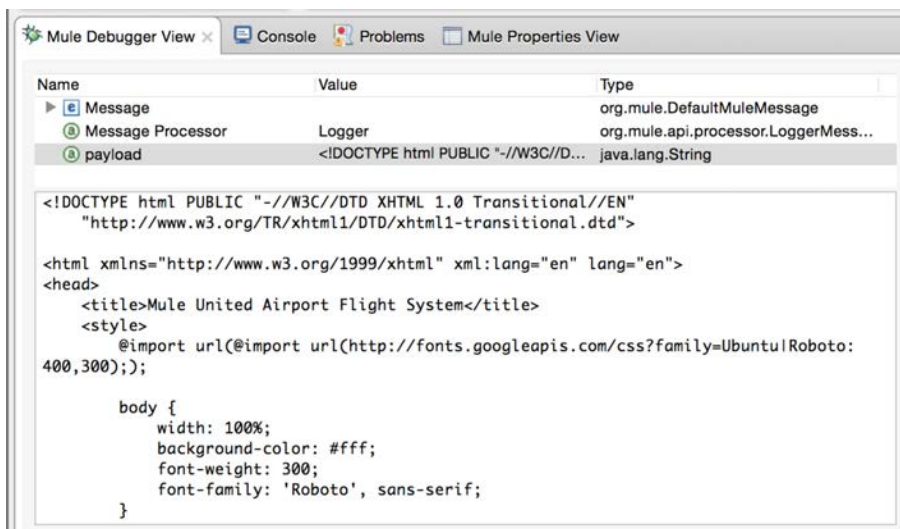 Mule Debugger View Console Problems Mule Properties View
Name Value Type
e Message org.mule.DefaultMuleMessage
a Message Processor Logger org.mule.api.processor.LoggerMess...
a payload <!DOCTYPE html PUBLIC "-//W3C//D... java.lang.String
<!DOCTYPE html PUBLIC "-//W3C//DTD XHTML 1.0 Transitional//EN"
"http://www.w3.org/TR/xhtml1/DTD/xhtml1-transitional.dtd">
<html xmlns="http://www.w3.org/1999/xhtml" xml:lang="en" lang="en">
<head>
<title>Mule United Airport Flight System</title>
<style>
@import url(@import url(http://fonts.googleapis.com/css?family=Ubuntu|Roboto:
400,300););
body {
width: 100%;
background-color: #fff;
font-weight: 300;
font-family: 'Roboto', sans-serif;
}